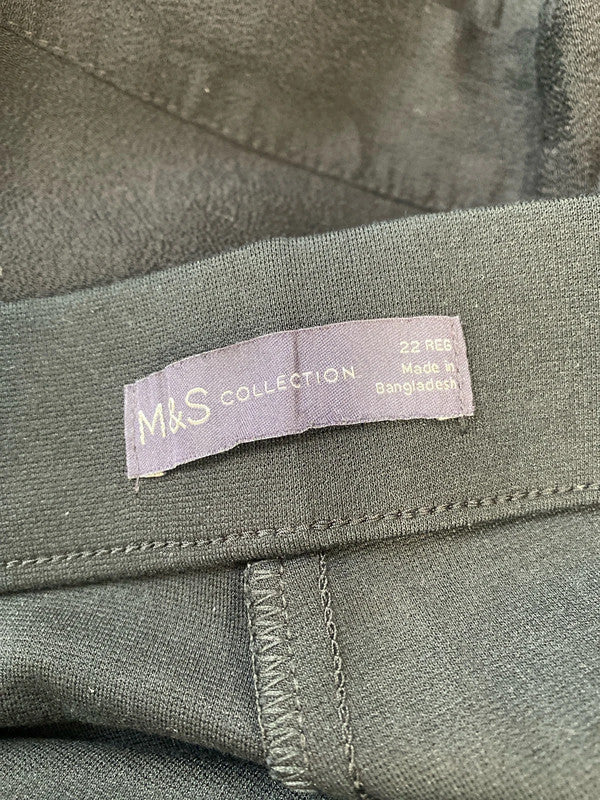 M&S COLLECTION
22 REG
Made in
Bangladesh